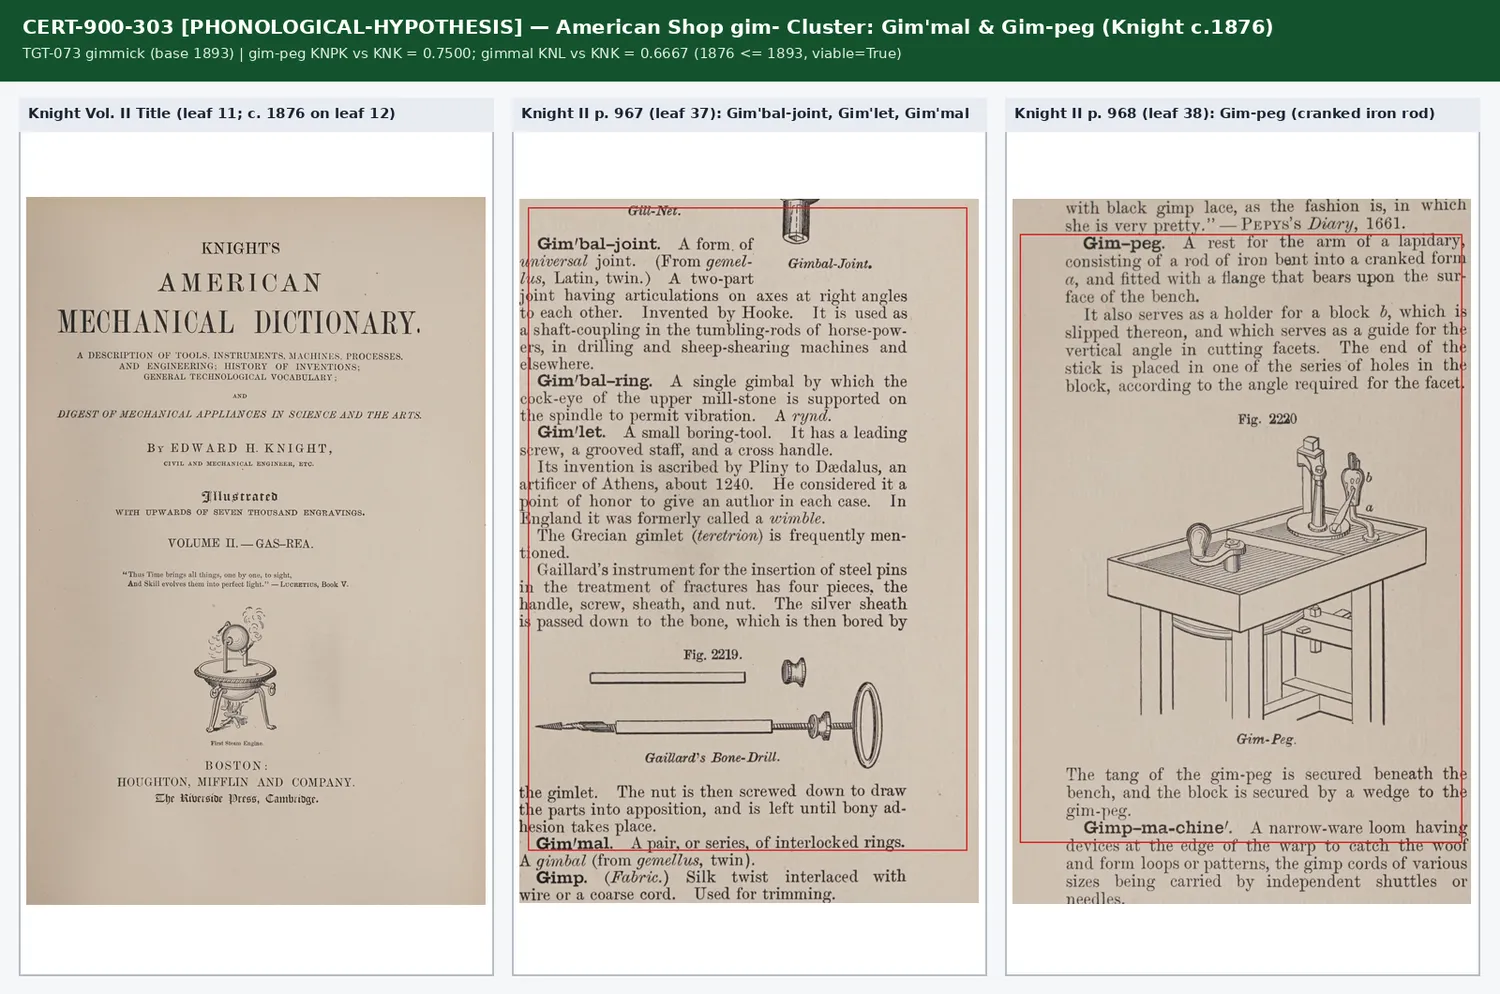 CERT-900-303 [PHONOLOGICAL-HYPOTHESIS] — American Shop gim- Cluster: Gim'mal & Gim-peg (Knight c.1876)
TGT-073 gimmick (base 1893) | gim-peg KNPK vs KNK = 0.7500; gimmal KNL vs KNK = 0.6667 (1876 <= 1893, viable=True)
Knight Vol. II Title (leaf 11; c. 1876 on leaf 12)
KNIGHT'S
AMERICAN
MECHANICAL DICTIONARY.
A DESCRIPTION OF TOOLS, INSTRUMENTS, MACHINES, PROCESSES,
AND ENGINEERING; HISTORY OF INVENTIONS;
GENERAL TECHNOLOGICAL VOCABULARY;
AND
DIGEST OF MECHANICAL APPLIANCES IN SCIENCE AND THE ARTS.
BY EDWARD H. KNIGHT,
CIVIL AND MECHANICAL ENGINEER, ETC.
Illustrated
WITH UPWARDS OF SEVEN THOUSAND ENGRAVINGS.
VOLUME II.—GAS-REA.
"Thus Time brings all things, one by one, to sight,
And Skill evolves them into perfect light."—LUCRETIUS, Book V.
First Steam Engine.
BOSTON:
HOUGHTON, MIFFLIN AND COMPANY.
The Riverside Press, Cambridge.
Knight II p. 967 (leaf 37): Gim'bal-joint, Gim'let, Gim'mal
Gill-Net.
Gim'bal-joint. A form of
universal joint. (From gemel-
lus, Latin, twin.) A two-part
Gimbal-Joint.
joint having articulations on axes at right angles
to each other. Invented by Hooke. It is used as
a shaft-coupling in the tumbling-rods of horse-pow-
ers, in drilling and sheep-shearing machines and
elsewhere.
Gim'bal-ring. A single gimbal by which the
cock-eye of the upper mill-stone is supported on
the spindle to permit vibration. A rynd.
Gim'let. A small boring-tool. It has a leading
screw, a grooved staff, and a cross handle.
Its invention is ascribed by Pliny to Dædalus, an
artificer of Athens, about 1240. He considered it a
point of honor to give an author in each case. In
England it was formerly called a wimble.
The Grecian gimlet (teretrion) is frequently men-
tioned.
Gaillard's instrument for the insertion of steel pins
in the treatment of fractures has four pieces, the
handle, screw, sheath, and nut. The silver sheath
is passed down to the bone, which is then bored by
Fig. 2219.
Gaillard's Bone-Drill.
the gimlet. The nut is then screwed down to draw
the parts into apposition, and is left until bony ad-
hesion takes place.
Gim'mal. A pair, or series, of interlocked rings.
A gimbal (from gemellus, twin).
Gimp. (Fabric.) Silk twist interlaced with
wire or a coarse cord. Used for trimming.
Knight II p. 968 (leaf 38): Gim-peg (cranked iron rod)
with black gimp lace, as the fashion is, in which
she is very pretty."—PEPYS's Diary, 1661.
Gim-peg. A rest for the arm of a lapidary,
consisting of a rod of iron bent into a cranked form
a, and fitted with a flange that bears upon the sur-
face of the bench.
It also serves as a holder for a block b, which is
slipped thereon, and which serves as a guide for the
vertical angle in cutting facets. The end of the
stick is placed in one of the series of holes in the
block, according to the angle required for the facet.
Fig. 2220
b
a
Gim-Peg.
The tang of the gim-peg is secured beneath the
bench, and the block is secured by a wedge to the
gim-peg.
Gimp-ma-chine'. A narrow-ware loom having
devices at the edge of the warp to catch the woof
and form loops or patterns, the gimp cords of various
sizes being carried by independent shuttles or
needles.